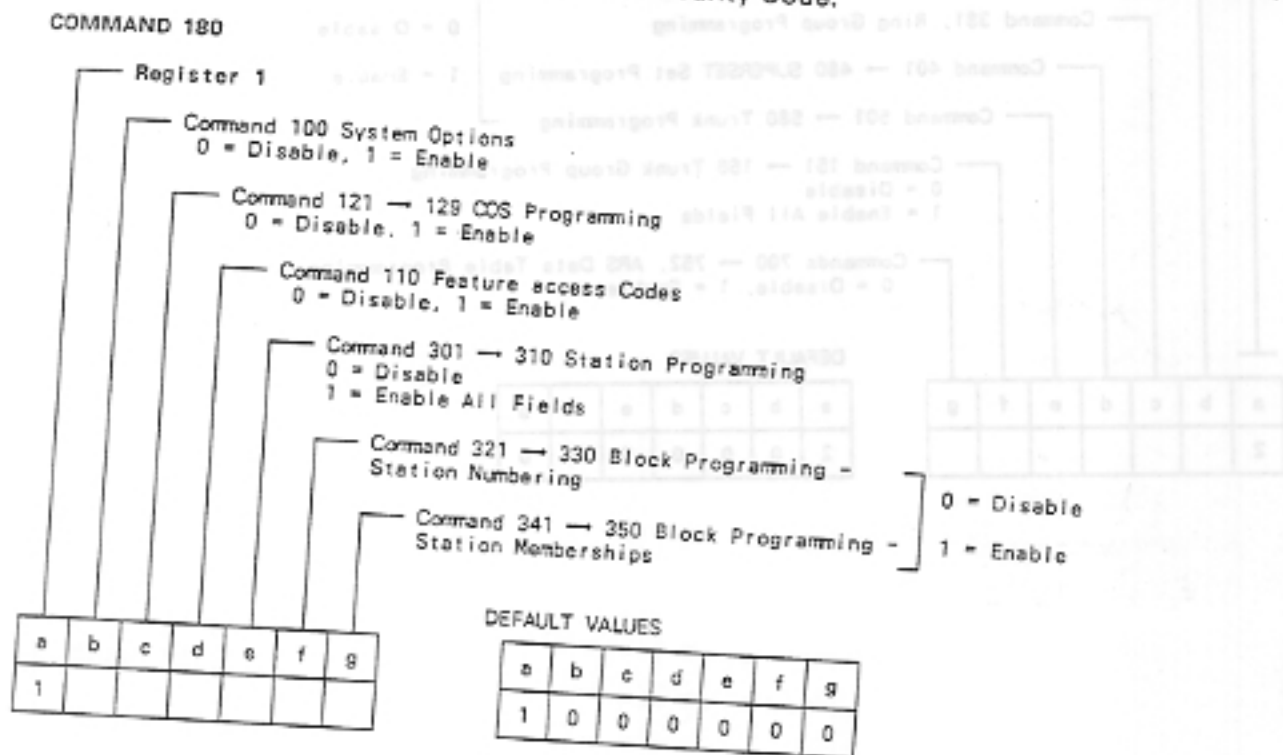 Code.
COMMAND 180
Register 1
Command 100 System Options
0 = Disable, 1 = Enable
Command 121 → 129 COS Programming
0 = Disable, 1 = Enable
Command 110 Feature access Codes
0 = Disable, 1 = Enable
Command 301 → 310 Station Programming
0 = Disable
1 = Enable All Fields
Command 321 → 330 Block Programming -
Station Numbering
0 = Disable
Command 341 → 350 Block Programming -
Station Memberships
1 = Enable
a b c d e f g
1
DEFAULT VALUES
a b c d e f g
1 0 0 0 0 0 0